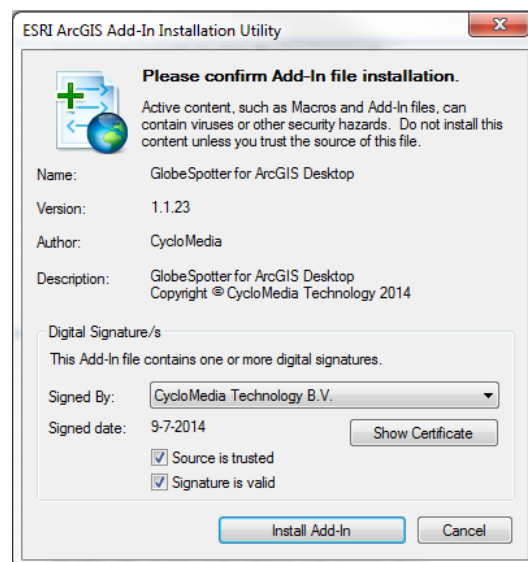 ESRI ArcGIS Add-In Installation Utility
Please confirm Add-In file installation.
Active content, such as Macros and Add-In files, can
contain viruses or other security hazards. Do not install this
content unless you trust the source of this file.
Name: GlobeSpotter for ArcGIS Desktop
Version: 1.1.23
Author: CycloMedia
Description: GlobeSpotter for ArcGIS Desktop
Copyright © CycloMedia Technology 2014
Digital Signature/s
This Add-In file contains one or more digital signatures.
Signed By: CycloMedia Technology B.V.
Signed date: 9-7-2014
Show Certificate
Source is trusted
Signature is valid
Install Add-In Cancel